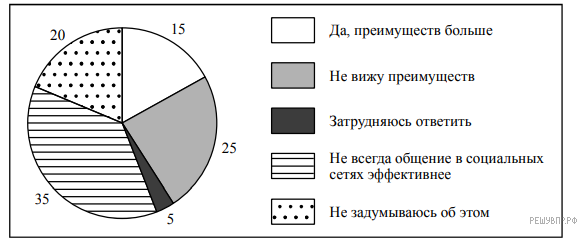 20
15
25
5
35
Да, преимуществ больше
Не вижу преимуществ
Затрудняюсь ответить
Не всегда общение в социальных
сетях эффективнее
Не задумываюсь об этом
РЕШУВПР.РФ